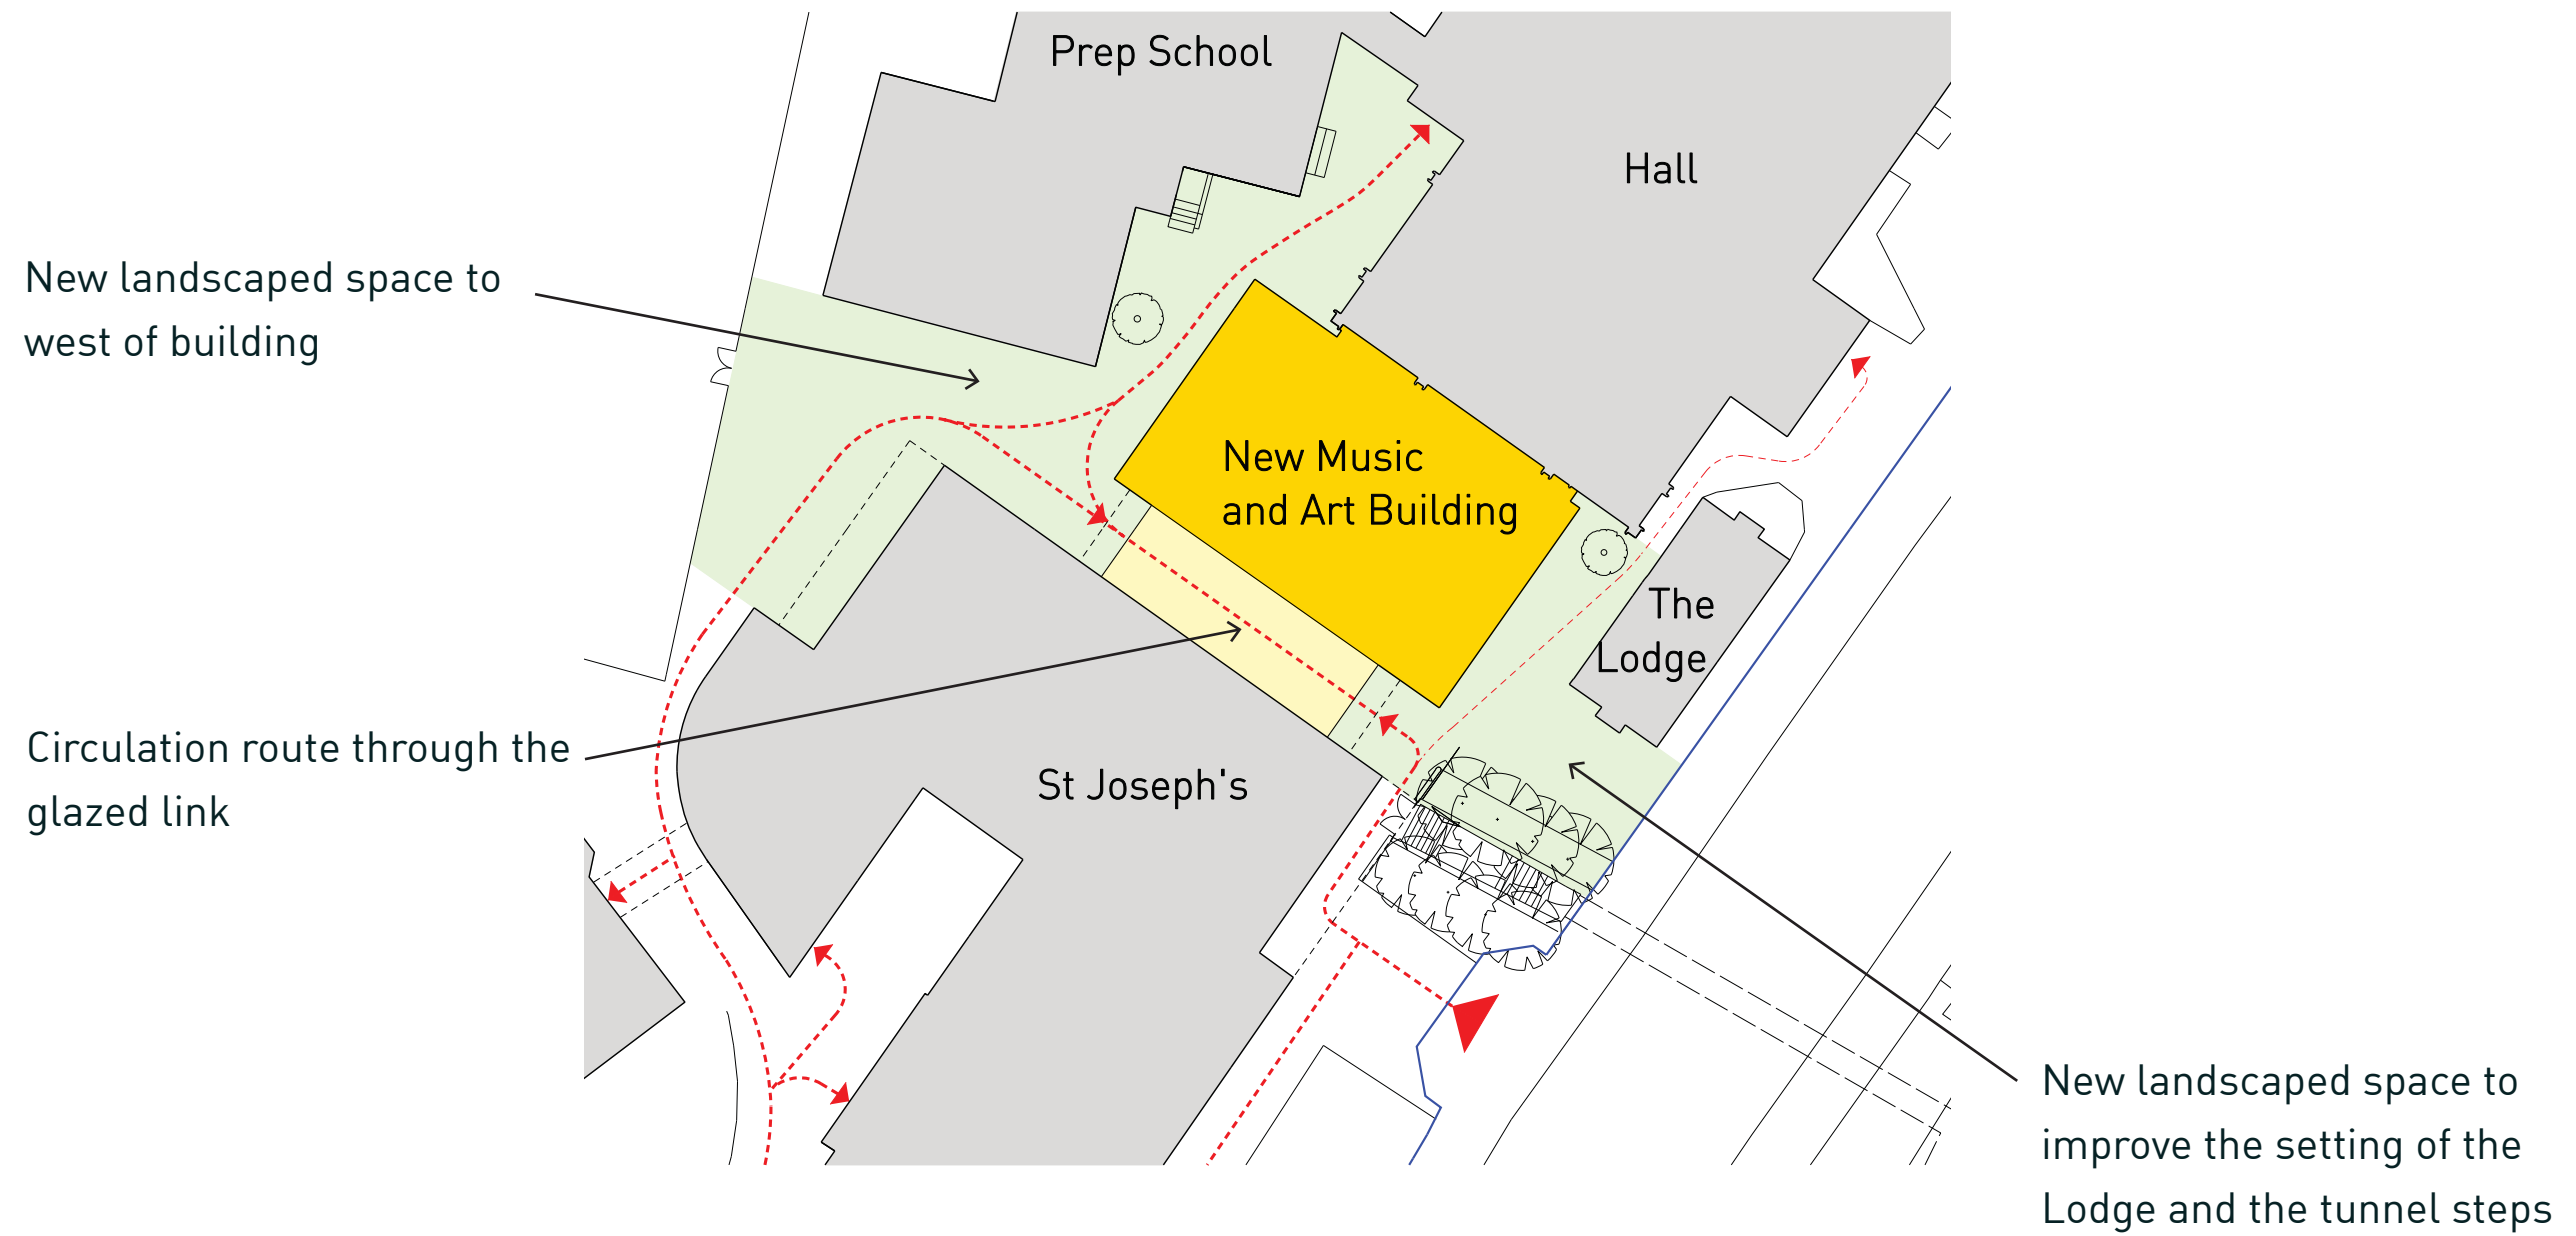 Prep School
Hall
New landscaped space to
west of building
New Music
and Art Building
The
Lodge
Circulation route through the
glazed link
St Joseph's
New landscaped space to
improve the setting of the
Lodge and the tunnel steps